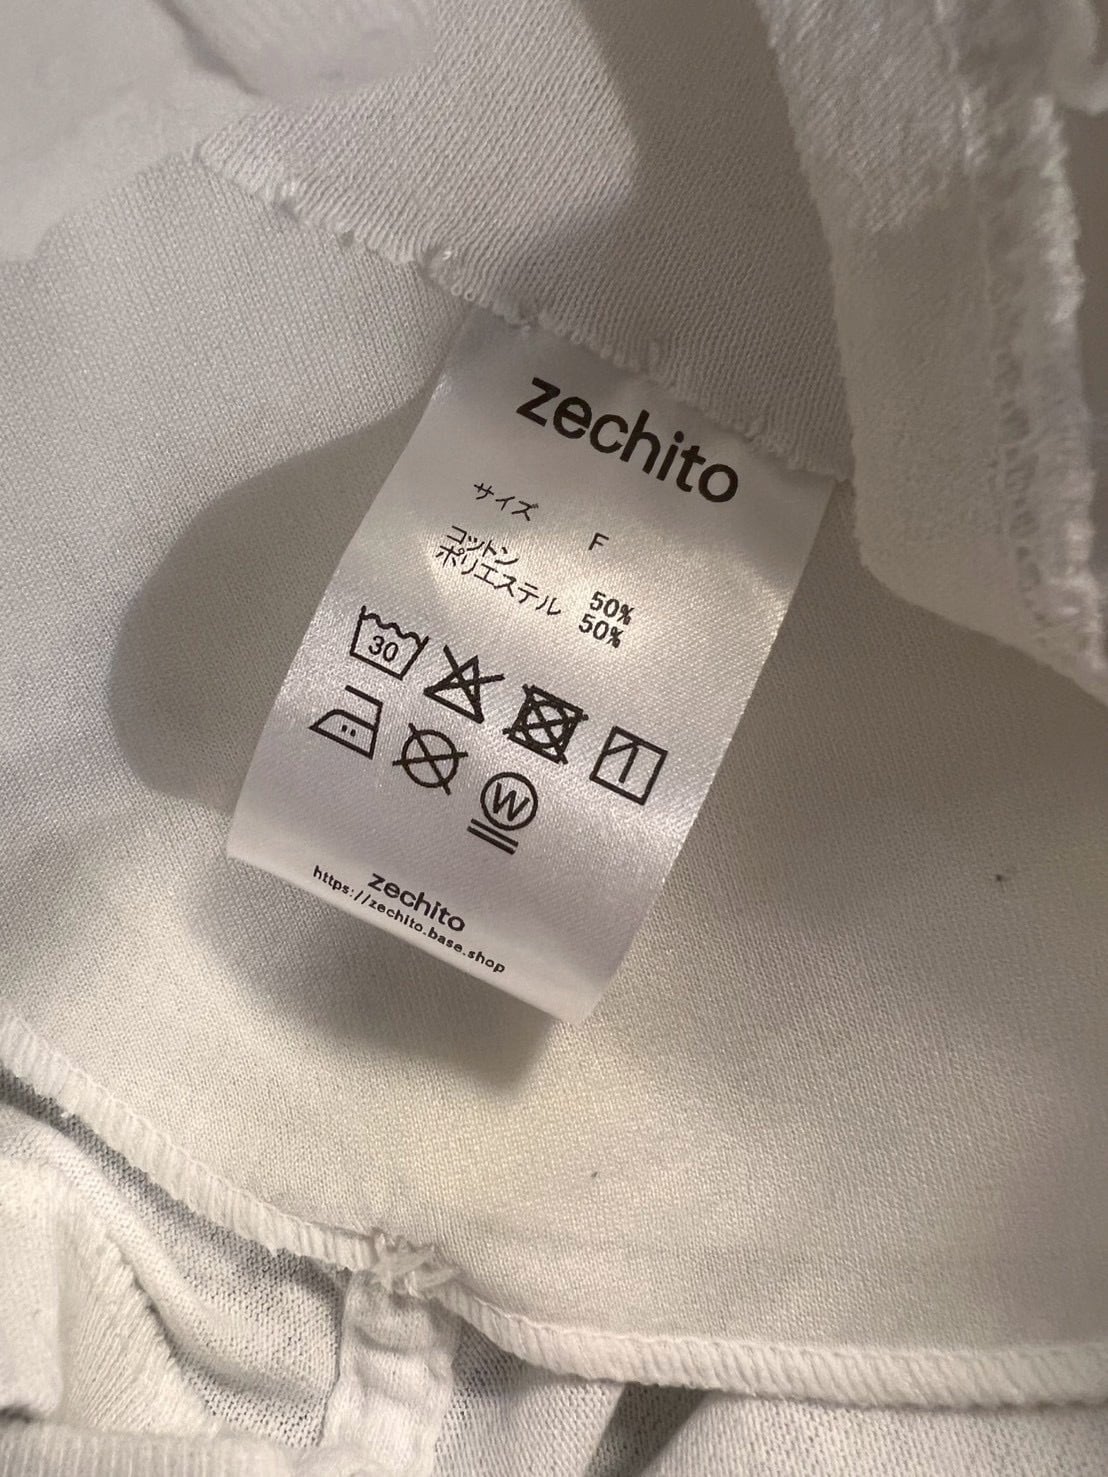 zechito
サイズ F
コットン 50%
ポリエステル 50%
30
W
zechito
https://zechito.base.shop